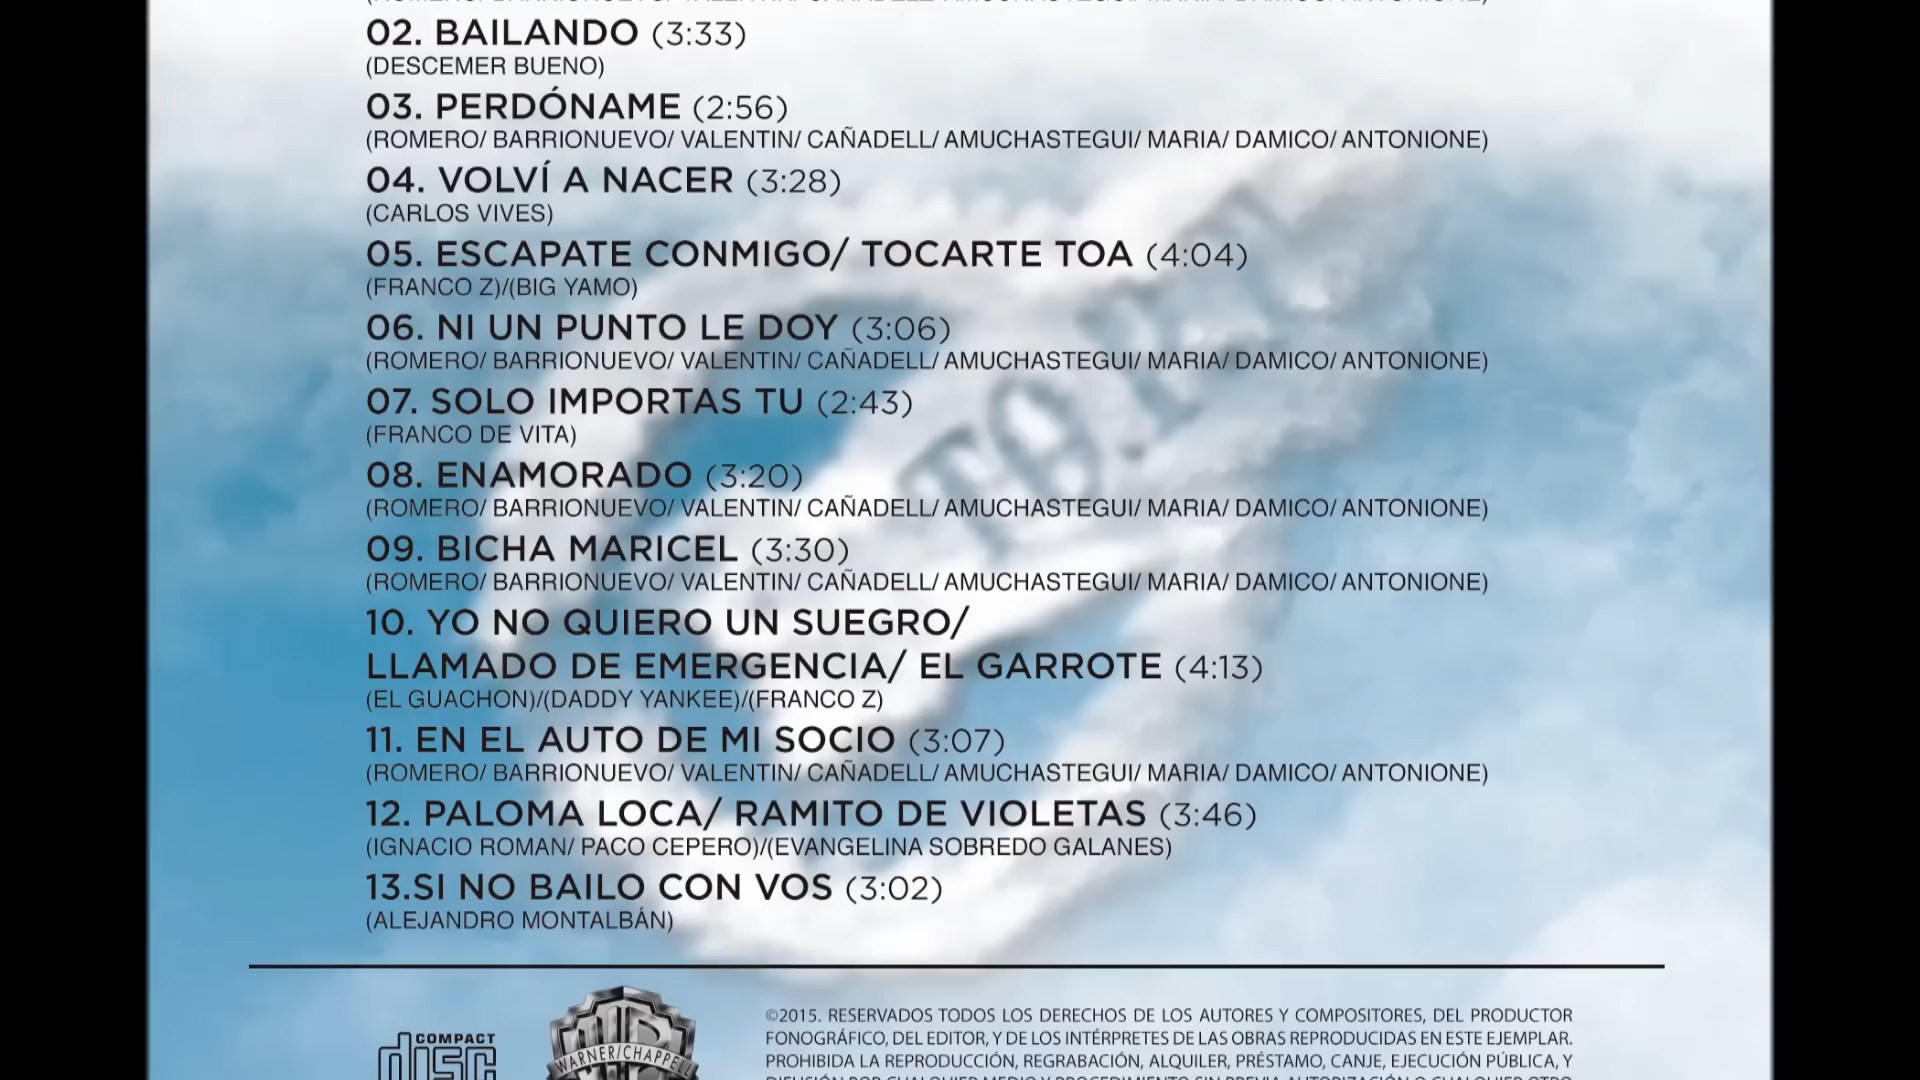 02. BAILANDO (3:33)
(DESCEMER BUENO)
03. PERDÓNAME (2:56)
(ROMERO/ BARRIONUEVO/ VALENTIN/ CAÑADELL/ AMUCHASTEGUI/ MARIA/ DAMICO/ ANTONIONE)
04. VOLVÍ A NACER (3:28)
(CARLOS VIVES)
05. ESCAPATE CONMIGO/ TOCARTE TOA (4:04)
(FRANCO Z)/(BIG YAMO)
06. NI UN PUNTO LE DOY (3:06)
(ROMERO/ BARRIONUEVO/ VALENTIN/ CAÑADELL/ AMUCHASTEGUI/ MARIA/ DAMICO/ ANTONIONE)
07. SOLO IMPORTAS TU (2:43)
(FRANCO DE VITA)
08. ENAMORADO (3:20)
(ROMERO/ BARRIONUEVO/ VALENTIN/ CAÑADELL/ AMUCHASTEGUI/ MARIA/ DAMICO/ ANTONIONE)
09. BICHA MARICEL (3:30)
(ROMERO/ BARRIONUEVO/ VALENTIN/ CAÑADELL/ AMUCHASTEGUI/ MARIA/ DAMICO/ ANTONIONE)
10. YO NO QUIERO UN SUEGRO/
LLAMADO DE EMERGENCIA/ EL GARROTE (4:13)
(EL GUACHON)/(DADDY YANKEE)/(FRANCO Z)
11. EN EL AUTO DE MI SOCIO (3:07)
(ROMERO/ BARRIONUEVO/ VALENTIN/ CAÑADELL/ AMUCHASTEGUI/ MARIA/ DAMICO/ ANTONIONE)
12. PALOMA LOCA/ RAMITO DE VIOLETAS (3:46)
(IGNACIO ROMAN/ PACO CEPERO)/(EVANGELINA SOBREDO GALANES)
13.SI NO BAILO CON VOS (3:02)
(ALEJANDRO MONTALBÁN)
COMPACT
disc
WARNER/CHAPPELL
©2015. RESERVADOS TODOS LOS DERECHOS DE LOS AUTORES Y COMPOSITORES, DEL PRODUCTOR
FONOGRÁFICO, DEL EDITOR, Y DE LOS INTÉRPRETES DE LAS OBRAS REPRODUCIDAS EN ESTE EJEMPLAR.
PROHIBIDA LA REPRODUCCIÓN, REGRABACIÓN, ALQUILER, PRÉSTAMO, CANJE, EJECUCIÓN PÚBLICA, Y